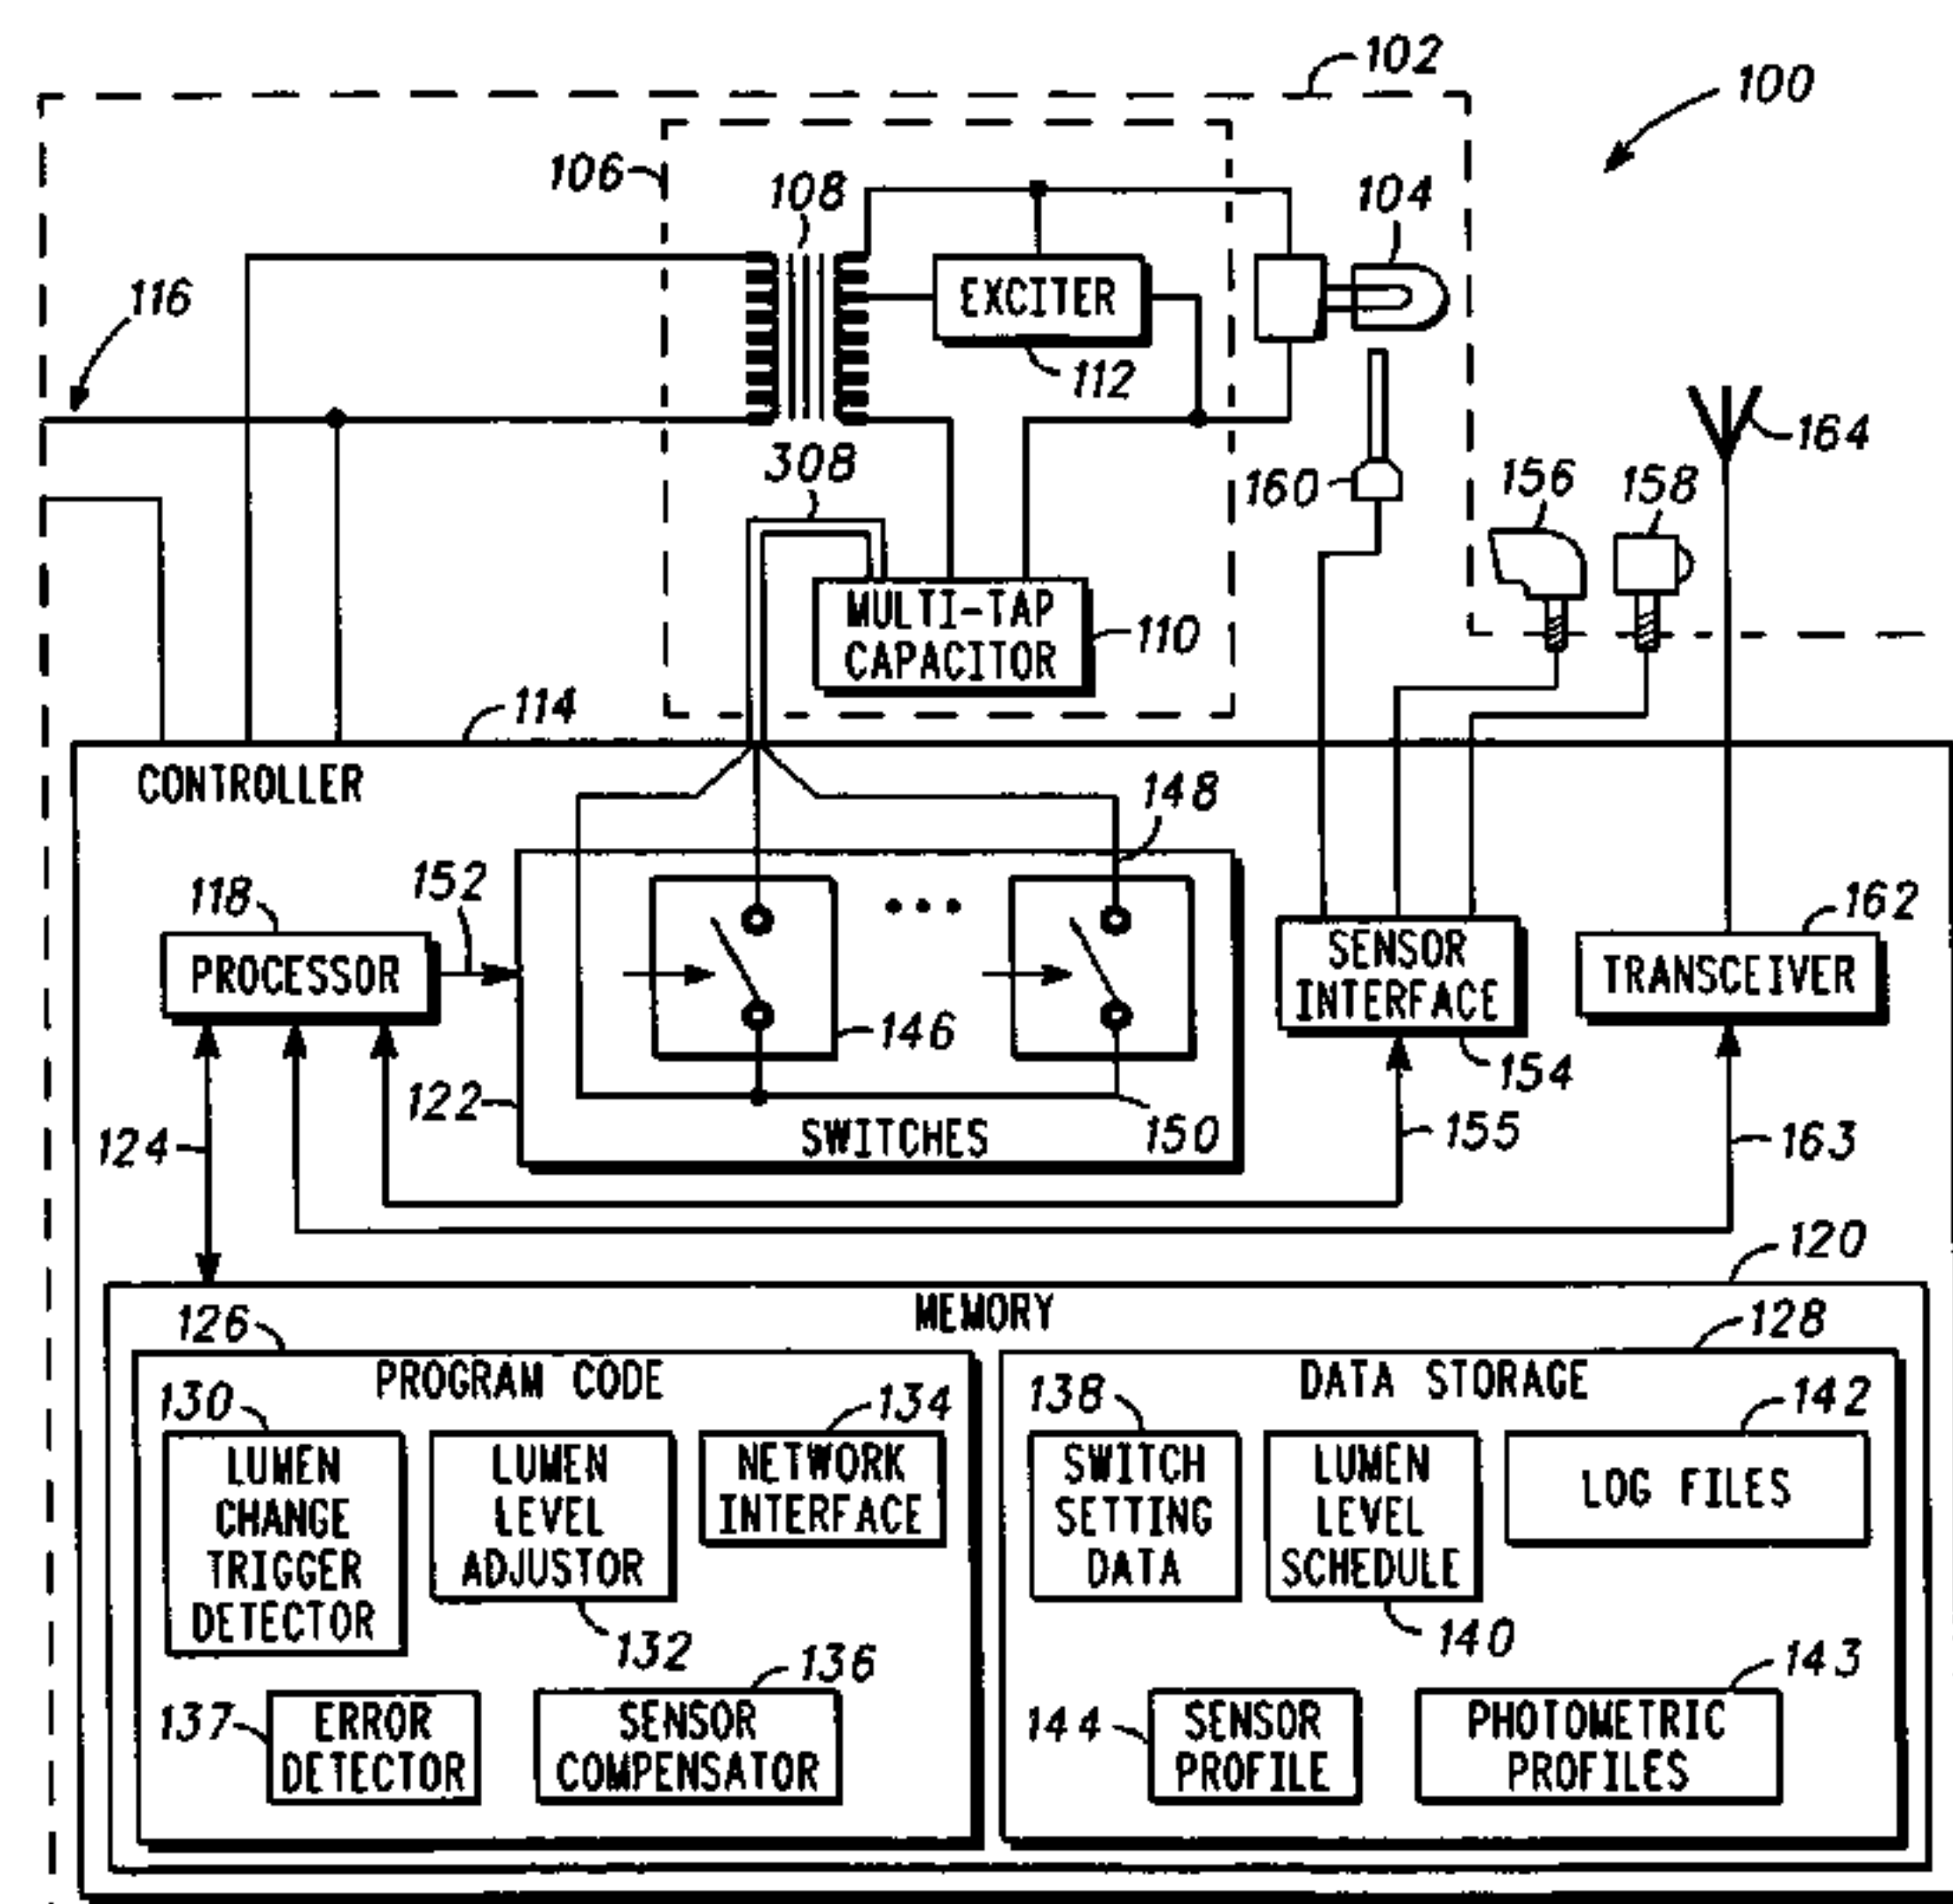 102
100
106
108
104
116
EXCITER
112
164
308
160
156
158
MULTI-TAP
CAPACITOR
110
114
CONTROLLER
148
118
152
162
PROCESSOR
SENSOR
INTERFACE
TRANSCEIVER
146
154
122
150
124
SWITCHES
155
163
120
MEMORY
126
128
PROGRAM CODE
DATA STORAGE
130
134
138
142
LUMEN
CHANGE
TRIGGER
DETECTOR
LUMEN
LEVEL
ADJUSTOR
NETWORK
INTERFACE
SWITCH
SETTING
DATA
LUMEN
LEVEL
SCHEDULE
LOG FILES
132
136
140
143
137
ERROR
DETECTOR
SENSOR
COMPENSATOR
144
SENSOR
PROFILE
PHOTOMETRIC
PROFILES